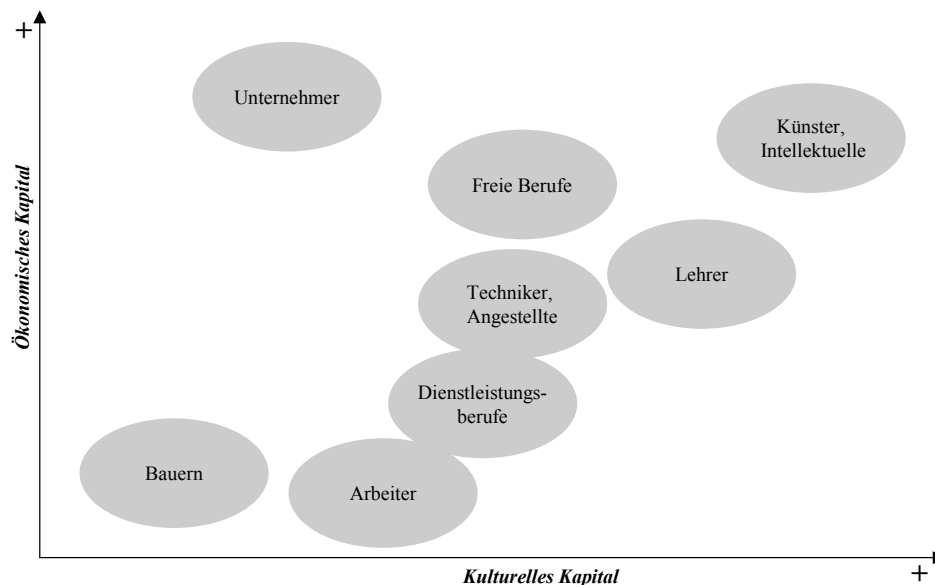 +
Unternehmer
Künster,
Intellektuelle
Freie Berufe
Ökonomisches Kapital
Lehrer
Techniker,
Angestellte
Dienstleistungs-
berufe
Bauern
Arbeiter
Kulturelles Kapital
+